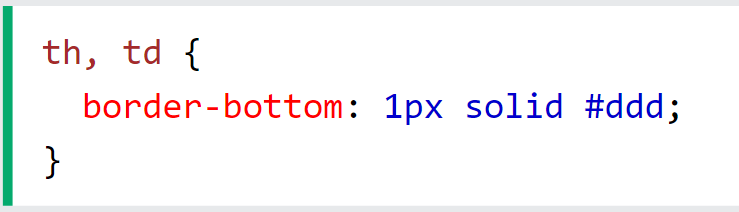 th, td {
  border-bottom: 1px solid #ddd;
}